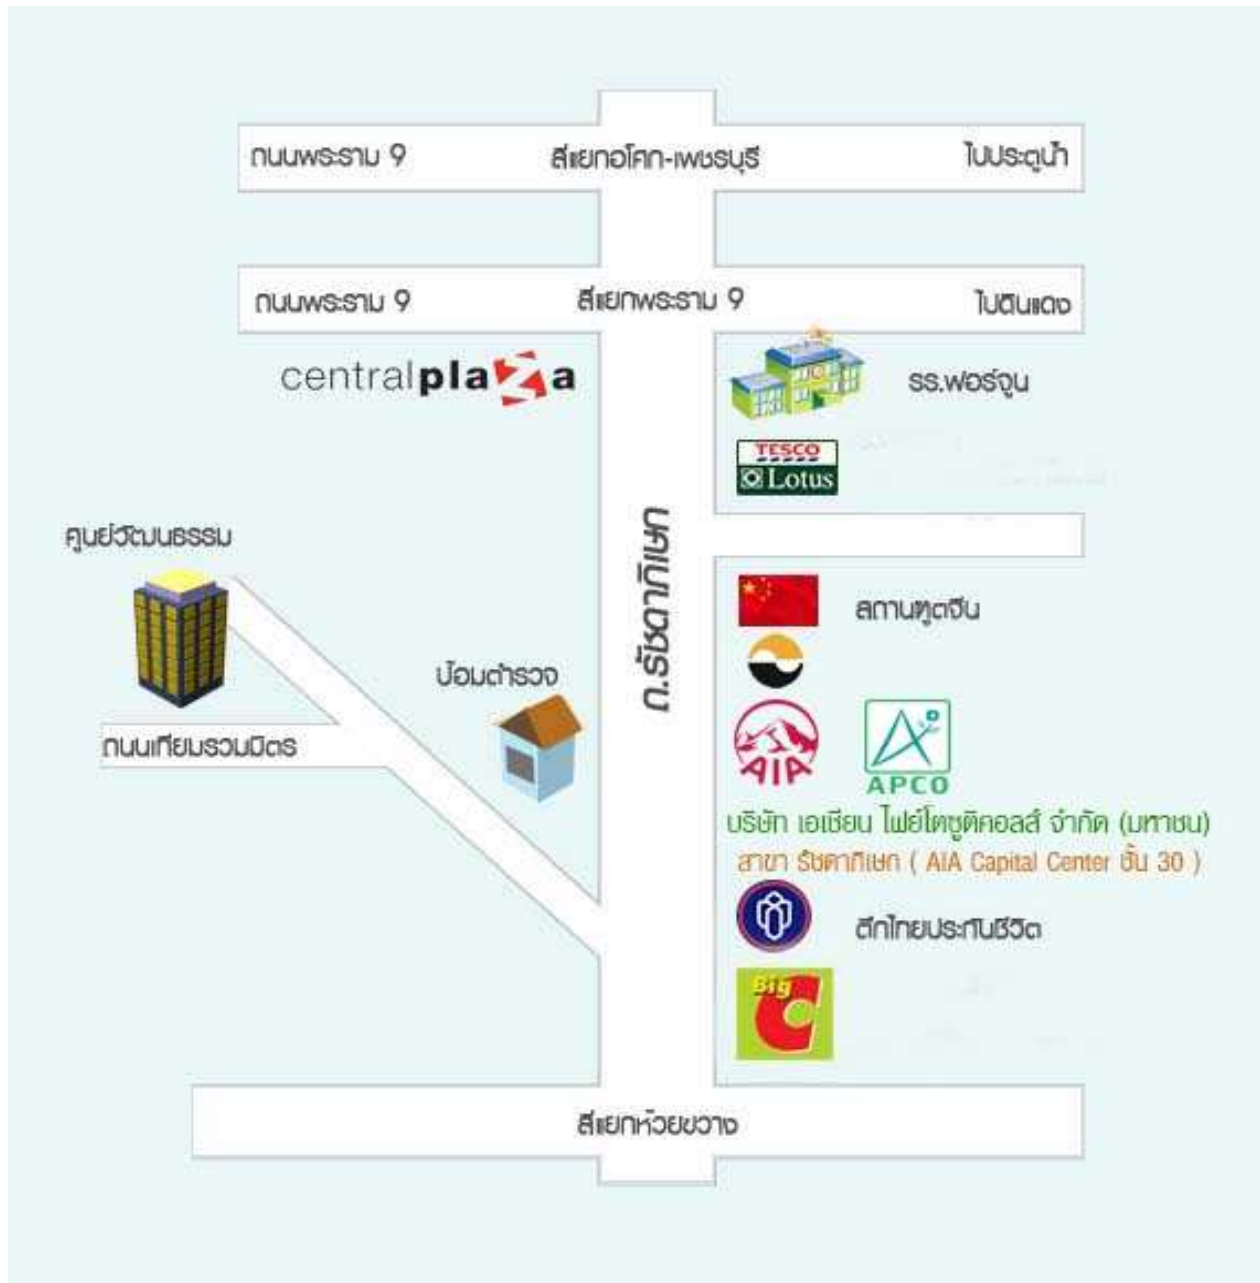 ถนนพระราม 9
สี่แยกอโศก-เพชรบุรี
ไปประตูน้ำ
ถนนพระราม 9
สี่แยกพระราม 9
ไปดินแดง
centralplaza
รร.ฟอร์จูน
TESCO
Lotus
ศูนย์วัฒนธรรม
ถ.รัชดาภิเษก
สถานฑูตจีน
ป้อมตำรวจ
ถนนเทียมรวมมิตร
AIA
APCO
บริษัท เอเชียน ไฟย์โตซูติคอลส์ จำกัด (มหาชน)
สาขา รัชดาภิเษก ( AIA Capital Center ชั้น 30 )
ตึกไทยประกันชีวิต
Big
C
สี่แยกห้วยขวาง